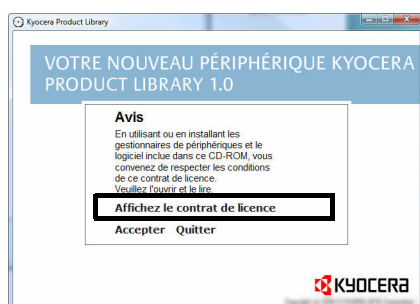 Kyocera Product Library
VOTRE NOUVEAU PÉRIPHÉRIQUE KYOCERA
PRODUCT LIBRARY 1.0
Avis
En utilisant ou en installant les
gestionnaires de périphériques et le
logiciel inclue dans ce CD-ROM, vous
convenez de respecter les conditions
de ce contrat de licence.
Veuillez l'ouvrir et le lire.
Affichez le contrat de licence
Accepter Quitter
KYOCERA